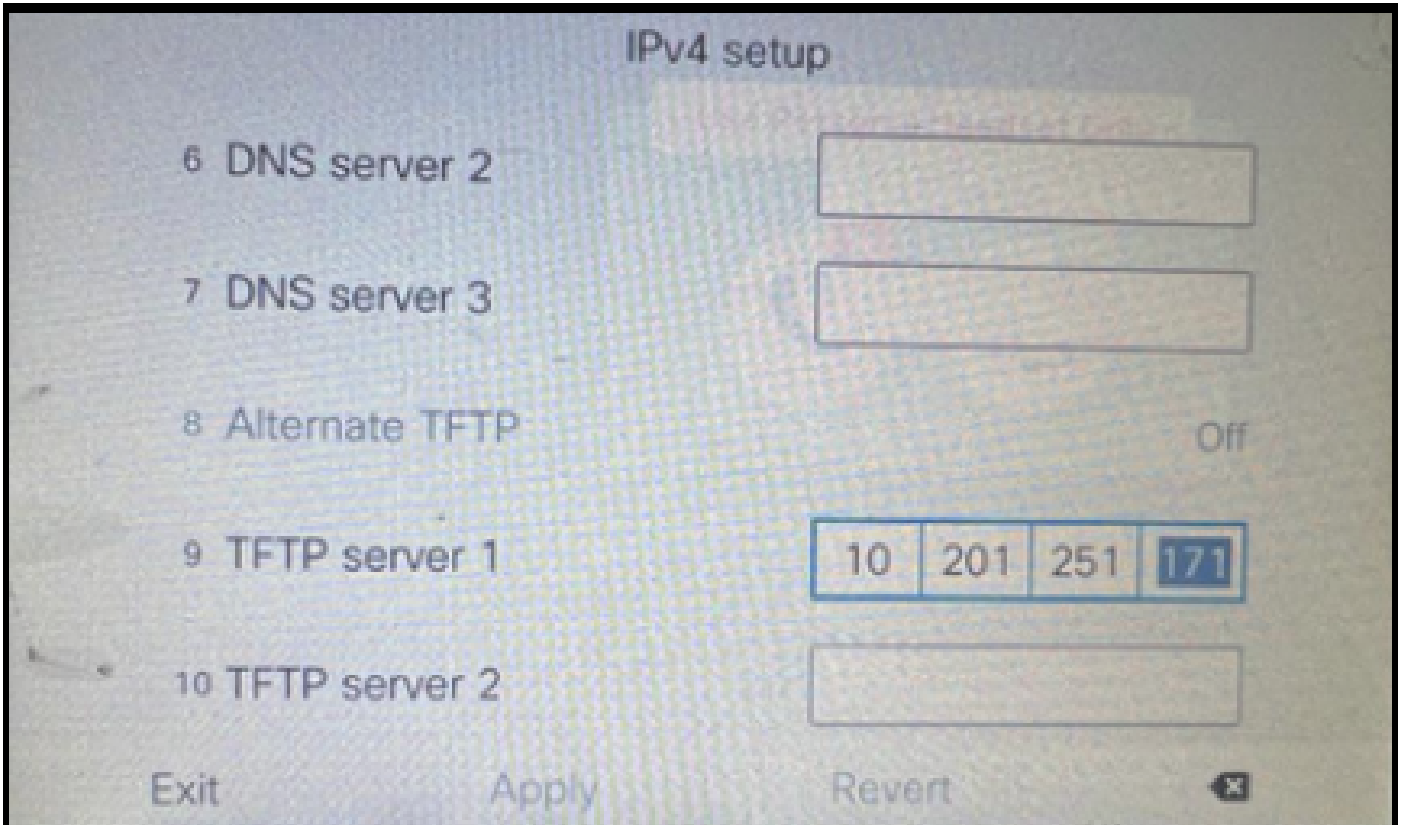 IPv4 setup
6 DNS server 2
7 DNS server 3
8 Alternate TFTP Off
9 TFTP server 1 10 201 251 171
10 TFTP server 2
Exit Apply Revert